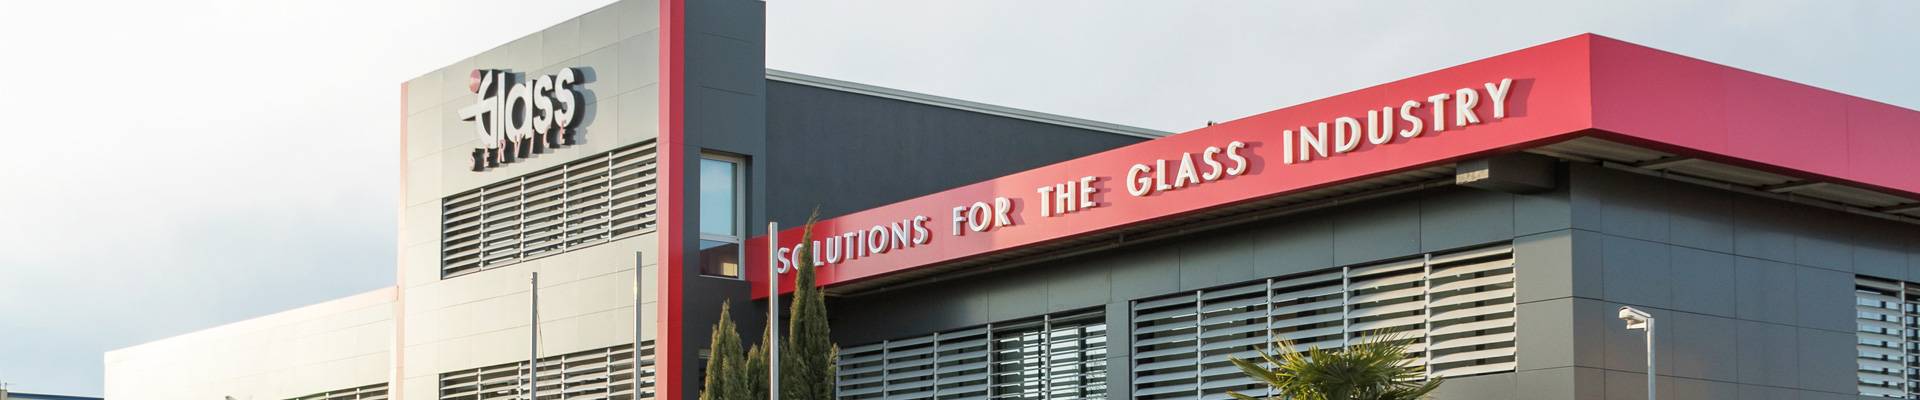 Glass
SERVICE
SOLUTIONS FOR THE GLASS INDUSTRY